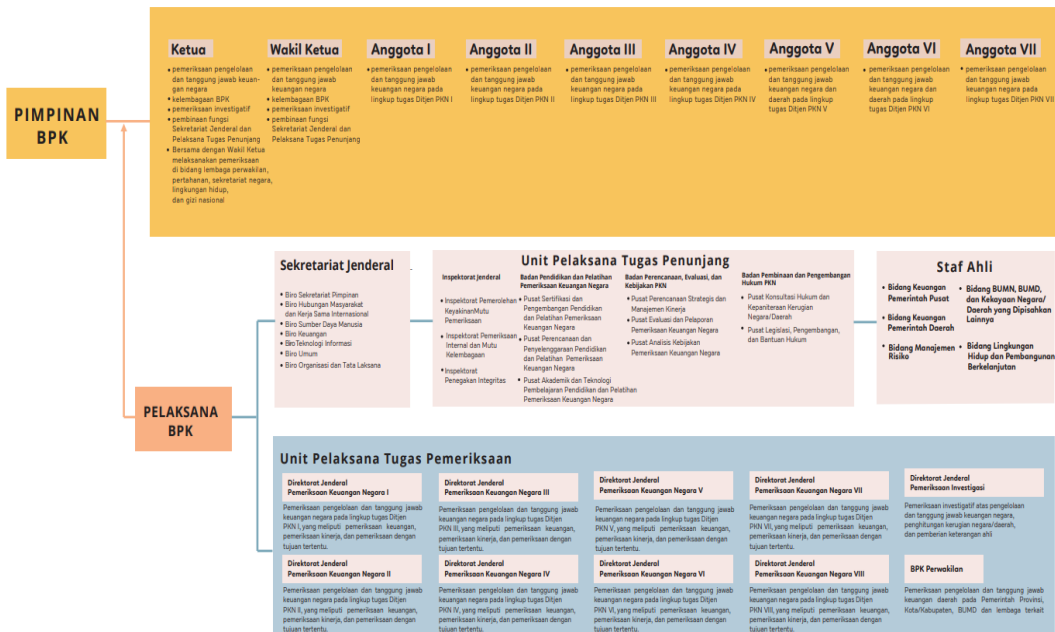 PIMPINAN
BPK
Ketua
• pemeriksaan pengelolaan
dan tanggung jawab keuan-
gan negara
• kelembagaan BPK
• pemeriksaan investigatif
• pembinaan fungsi
Sekretariat Jenderal dan
Pelaksana Tugas Penunjang
• Bersama dengan Wakil Ketua
melaksanakan pemeriksaan
di bidang lembaga perwakilan,
pertahanan, sekretariat negara,
lingkungan hidup,
dan gizi nasional
Wakil Ketua
• pemeriksaan pengelolaan
dan tanggung jawab
keuangan negara
• kelembagaan BPK
• pemeriksaan investigatif
• pembinaan fungsi
Sekretariat Jenderal dan
Pelaksana Tugas Penunjang
Anggota I
• pemeriksaan pengelolaan
dan tanggung jawab
keuangan negara pada
lingkup tugas Ditjen PKN I
Anggota II
• pemeriksaan pengelolaan
dan tanggung jawab
keuangan negara pada
lingkup tugas Ditjen PKN II
Anggota III
• pemeriksaan pengelolaan
dan tanggung jawab
keuangan negara pada
lingkup tugas Ditjen PKN III
Anggota IV
• pemeriksaan pengelolaan
dan tanggung jawab
keuangan negara pada
lingkup tugas Ditjen PKN IV
Anggota V
• pemeriksaan pengelolaan
dan tanggung jawab
keuangan negara dan
daerah pada lingkup
tugas Ditjen PKN V
Anggota VI
• pemeriksaan pengelolaan
dan tanggung jawab
keuangan negara dan
daerah pada lingkup
tugas Ditjen PKN VI
Anggota VII
• pemeriksaan pengelolaan
dan tanggung jawab
keuangan negara pada
lingkup tugas Ditjen PKN VII
PELAKSANA
BPK
Sekretariat Jenderal
• Biro Sekretariat Pimpinan
• Biro Hubungan Masyarakat
dan Kerja Sama Internasional
• Biro Sumber Daya Manusia
• Biro Keuangan
• Biro Teknologi Informasi
• Biro Umum
• Biro Organisasi dan Tata Laksana
Unit Pelaksana Tugas Penunjang
Inspektorat Jenderal
• Inspektorat Pemerolehan
KeyakinanMutu
Pemeriksaan
• Inspektorat Pemeriksaan
Internal dan Mutu
Kelembagaan
• Inspektorat
Penegakan Integritas
Badan Pendidikan dan Pelatihan
Pemeriksaan Keuangan Negara
• Pusat Sertifikasi dan
Pengembangan Pendidikan
dan Pelatihan Pemeriksaan
Keuangan Negara
• Pusat Perencanaan dan
Penyelenggaraan Pendidikan
dan Pelatihan Pemeriksaan
Keuangan Negara
• Pusat Akademik dan Teknologi
Pembelajaran Pendidikan dan Pelatihan
Pemeriksaan Keuangan Negara
Badan Perencanaan, Evaluasi, dan
Kebijakan PKN
• Pusat Perencanaan Strategis dan
Manajemen Kinerja
• Pusat Evaluasi dan Pelaporan
Pemeriksaan Keuangan Negara
• Pusat Analisis Kebijakan
Pemeriksaan Keuangan Negara
Badan Pembinaan dan Pengembangan
Hukum PKN
• Pusat Konsultasi Hukum dan
Kepaniteraan Kerugian
Negara/Daerah
• Pusat Legislasi, Pengembangan,
dan Bantuan Hukum
Staf Ahli
• Bidang Keuangan
Pemerintah Pusat
• Bidang Keuangan
Pemerintah Daerah
• Bidang Manajemen
Risiko
• Bidang BUMN, BUMD,
dan Kekayaan Negara/
Daerah yang Dipisahkan
Lainnya
• Bidang Lingkungan
Hidup dan Pembangunan
Berkelanjutan
Unit Pelaksana Tugas Pemeriksaan
Direktorat Jenderal
Pemeriksaan Keuangan Negara I
Pemeriksaan pengelolaan dan tanggung jawab
keuangan negara pada lingkup tugas Ditjen
PKN I, yang meliputi pemeriksaan keuangan,
pemeriksaan kinerja, dan pemeriksaan dengan
tujuan tertentu.
Direktorat Jenderal
Pemeriksaan Keuangan Negara III
Pemeriksaan pengelolaan dan tanggung jawab
keuangan negara pada lingkup tugas Ditjen
PKN III, yang meliputi pemeriksaan keuangan,
pemeriksaan kinerja, dan pemeriksaan dengan
tujuan tertentu.
Direktorat Jenderal
Pemeriksaan Keuangan Negara V
Pemeriksaan pengelolaan dan tanggung jawab
keuangan negara pada lingkup tugas Ditjen
PKN V, yang meliputi pemeriksaan keuangan,
pemeriksaan kinerja, dan pemeriksaan dengan
tujuan tertentu.
Direktorat Jenderal
Pemeriksaan Keuangan Negara VII
Pemeriksaan pengelolaan dan tanggung jawab
keuangan negara pada lingkup tugas Ditjen
PKN VII, yang meliputi pemeriksaan keuangan,
pemeriksaan kinerja, dan pemeriksaan dengan
tujuan tertentu.
Direktorat Jenderal
Pemeriksaan Investigasi
Pemeriksaan investigatif atas pengelolaan
dan tanggung jawab keuangan negara,
penghitungan kerugian negara/daerah,
dan pemberian keterangan ahli
Direktorat Jenderal
Pemeriksaan Keuangan Negara II
Pemeriksaan pengelolaan dan tanggung jawab
keuangan negara pada lingkup tugas Ditjen
PKN II, yang meliputi pemeriksaan keuangan,
pemeriksaan kinerja, dan pemeriksaan dengan
tujuan tertentu.
Direktorat Jenderal
Pemeriksaan Keuangan Negara IV
Pemeriksaan pengelolaan dan tanggung jawab
keuangan negara pada lingkup tugas Ditjen
PKN IV, yang meliputi pemeriksaan keuangan,
pemeriksaan kinerja, dan pemeriksaan dengan
tujuan tertentu.
Direktorat Jenderal
Pemeriksaan Keuangan Negara VI
Pemeriksaan pengelolaan dan tanggung jawab
keuangan negara pada lingkup tugas Ditjen
PKN VI, yang meliputi pemeriksaan keuangan,
pemeriksaan kinerja, dan pemeriksaan dengan
tujuan tertentu.
Direktorat Jenderal
Pemeriksaan Keuangan Negara VIII
Pemeriksaan pengelolaan dan tanggung jawab
keuangan negara pada lingkup tugas Ditjen
PKN VIII, yang meliputi pemeriksaan keuangan,
pemeriksaan kinerja, dan pemeriksaan dengan
tujuan tertentu.
BPK Perwakilan
Pemeriksaan pengelolaan dan tanggung jawab
keuangan daerah pada Pemerintah Provinsi,
Kota/Kabupaten, BUMD dan lembaga terkait